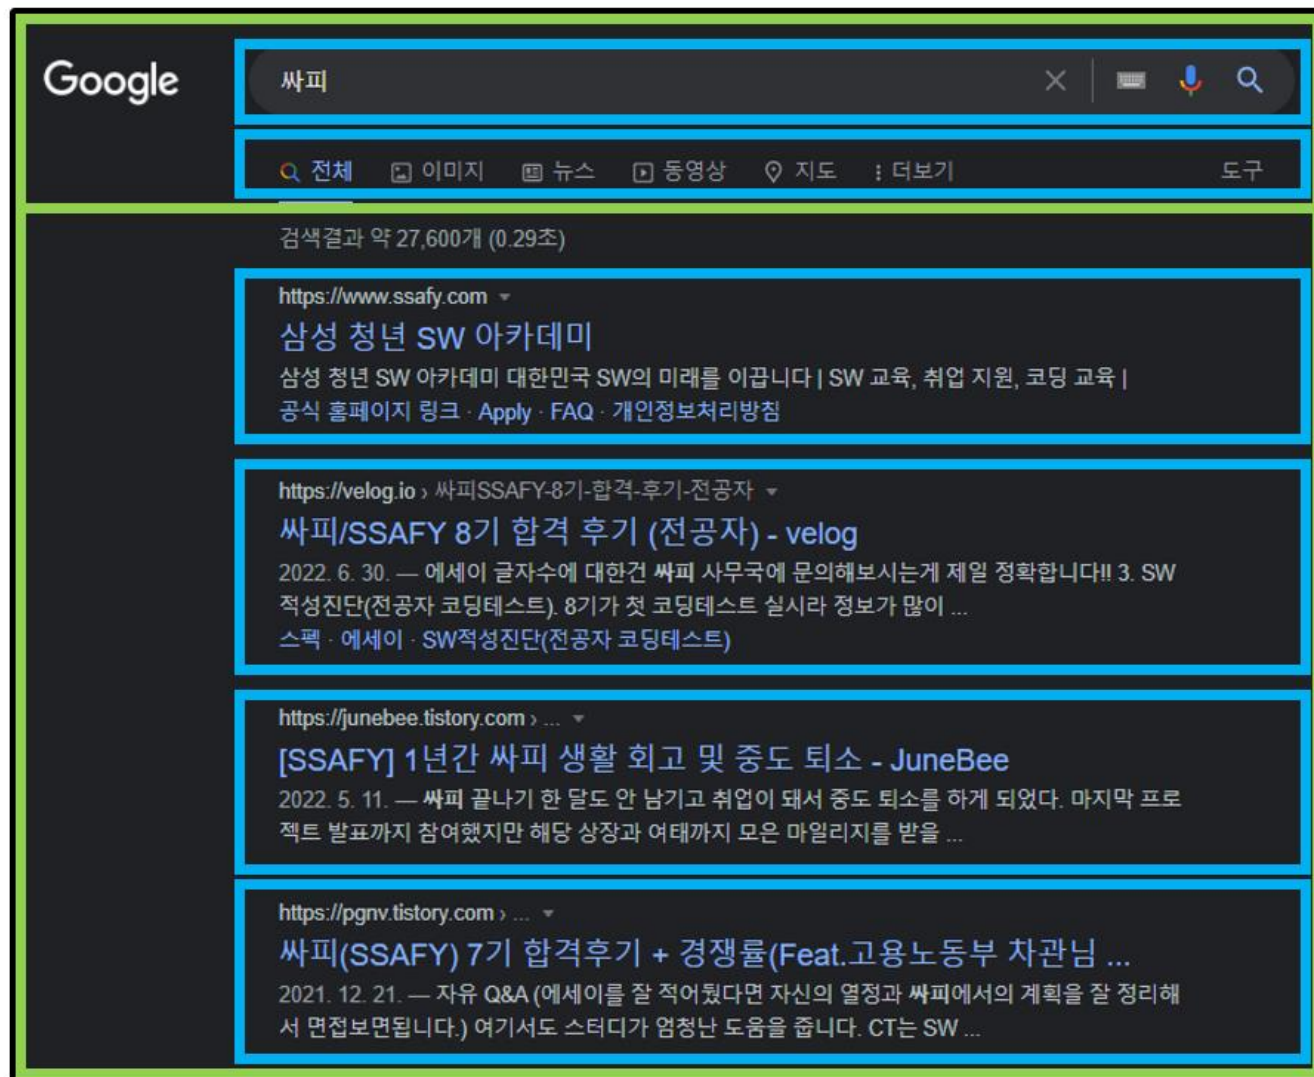 Google
싸피
전체 이미지 뉴스 동영상 지도 더보기 도구
검색결과 약 27,600개 (0.29초)
https://www.ssafy.com
삼성 청년 SW 아카데미
삼성 청년 SW 아카데미 대한민국 SW의 미래를 이끕니다 | SW 교육, 취업 지원, 코딩 교육 |
공식 홈페이지 링크 · Apply · FAQ · 개인정보처리방침
https://velog.io › 싸피SSAFY-8기-합격-후기-전공자
싸피/SSAFY 8기 합격 후기 (전공자) - velog
2022. 6. 30. — 에세이 글자수에 대한건 싸피 사무국에 문의해보시는게 제일 정확합니다!! 3. SW
적성진단(전공자 코딩테스트). 8기가 첫 코딩테스트 실시라 정보가 많이 ...
스펙 · 에세이 · SW적성진단(전공자 코딩테스트)
https://junebee.tistory.com › ...
[SSAFY] 1년간 싸피 생활 회고 및 중도 퇴소 - JuneBee
2022. 5. 11. — 싸피 끝나기 한 달도 안 남기고 취업이 돼서 중도 퇴소를 하게 되었다. 마지막 프로
젝트 발표까지 참여했지만 해당 상장과 여태까지 모은 마일리지를 받을 ...
https://pgnv.tistory.com › ...
싸피(SSAFY) 7기 합격후기 + 경쟁률(Feat.고용노동부 차관님 ...
2021. 12. 21. — 자유 Q&A (에세이를 잘 적어뒀다면 자신의 열정과 싸피에서의 계획을 잘 정리해
서 면접보면됩니다.) 여기서도 스터디가 엄청난 도움을 줍니다. CT는 SW ...